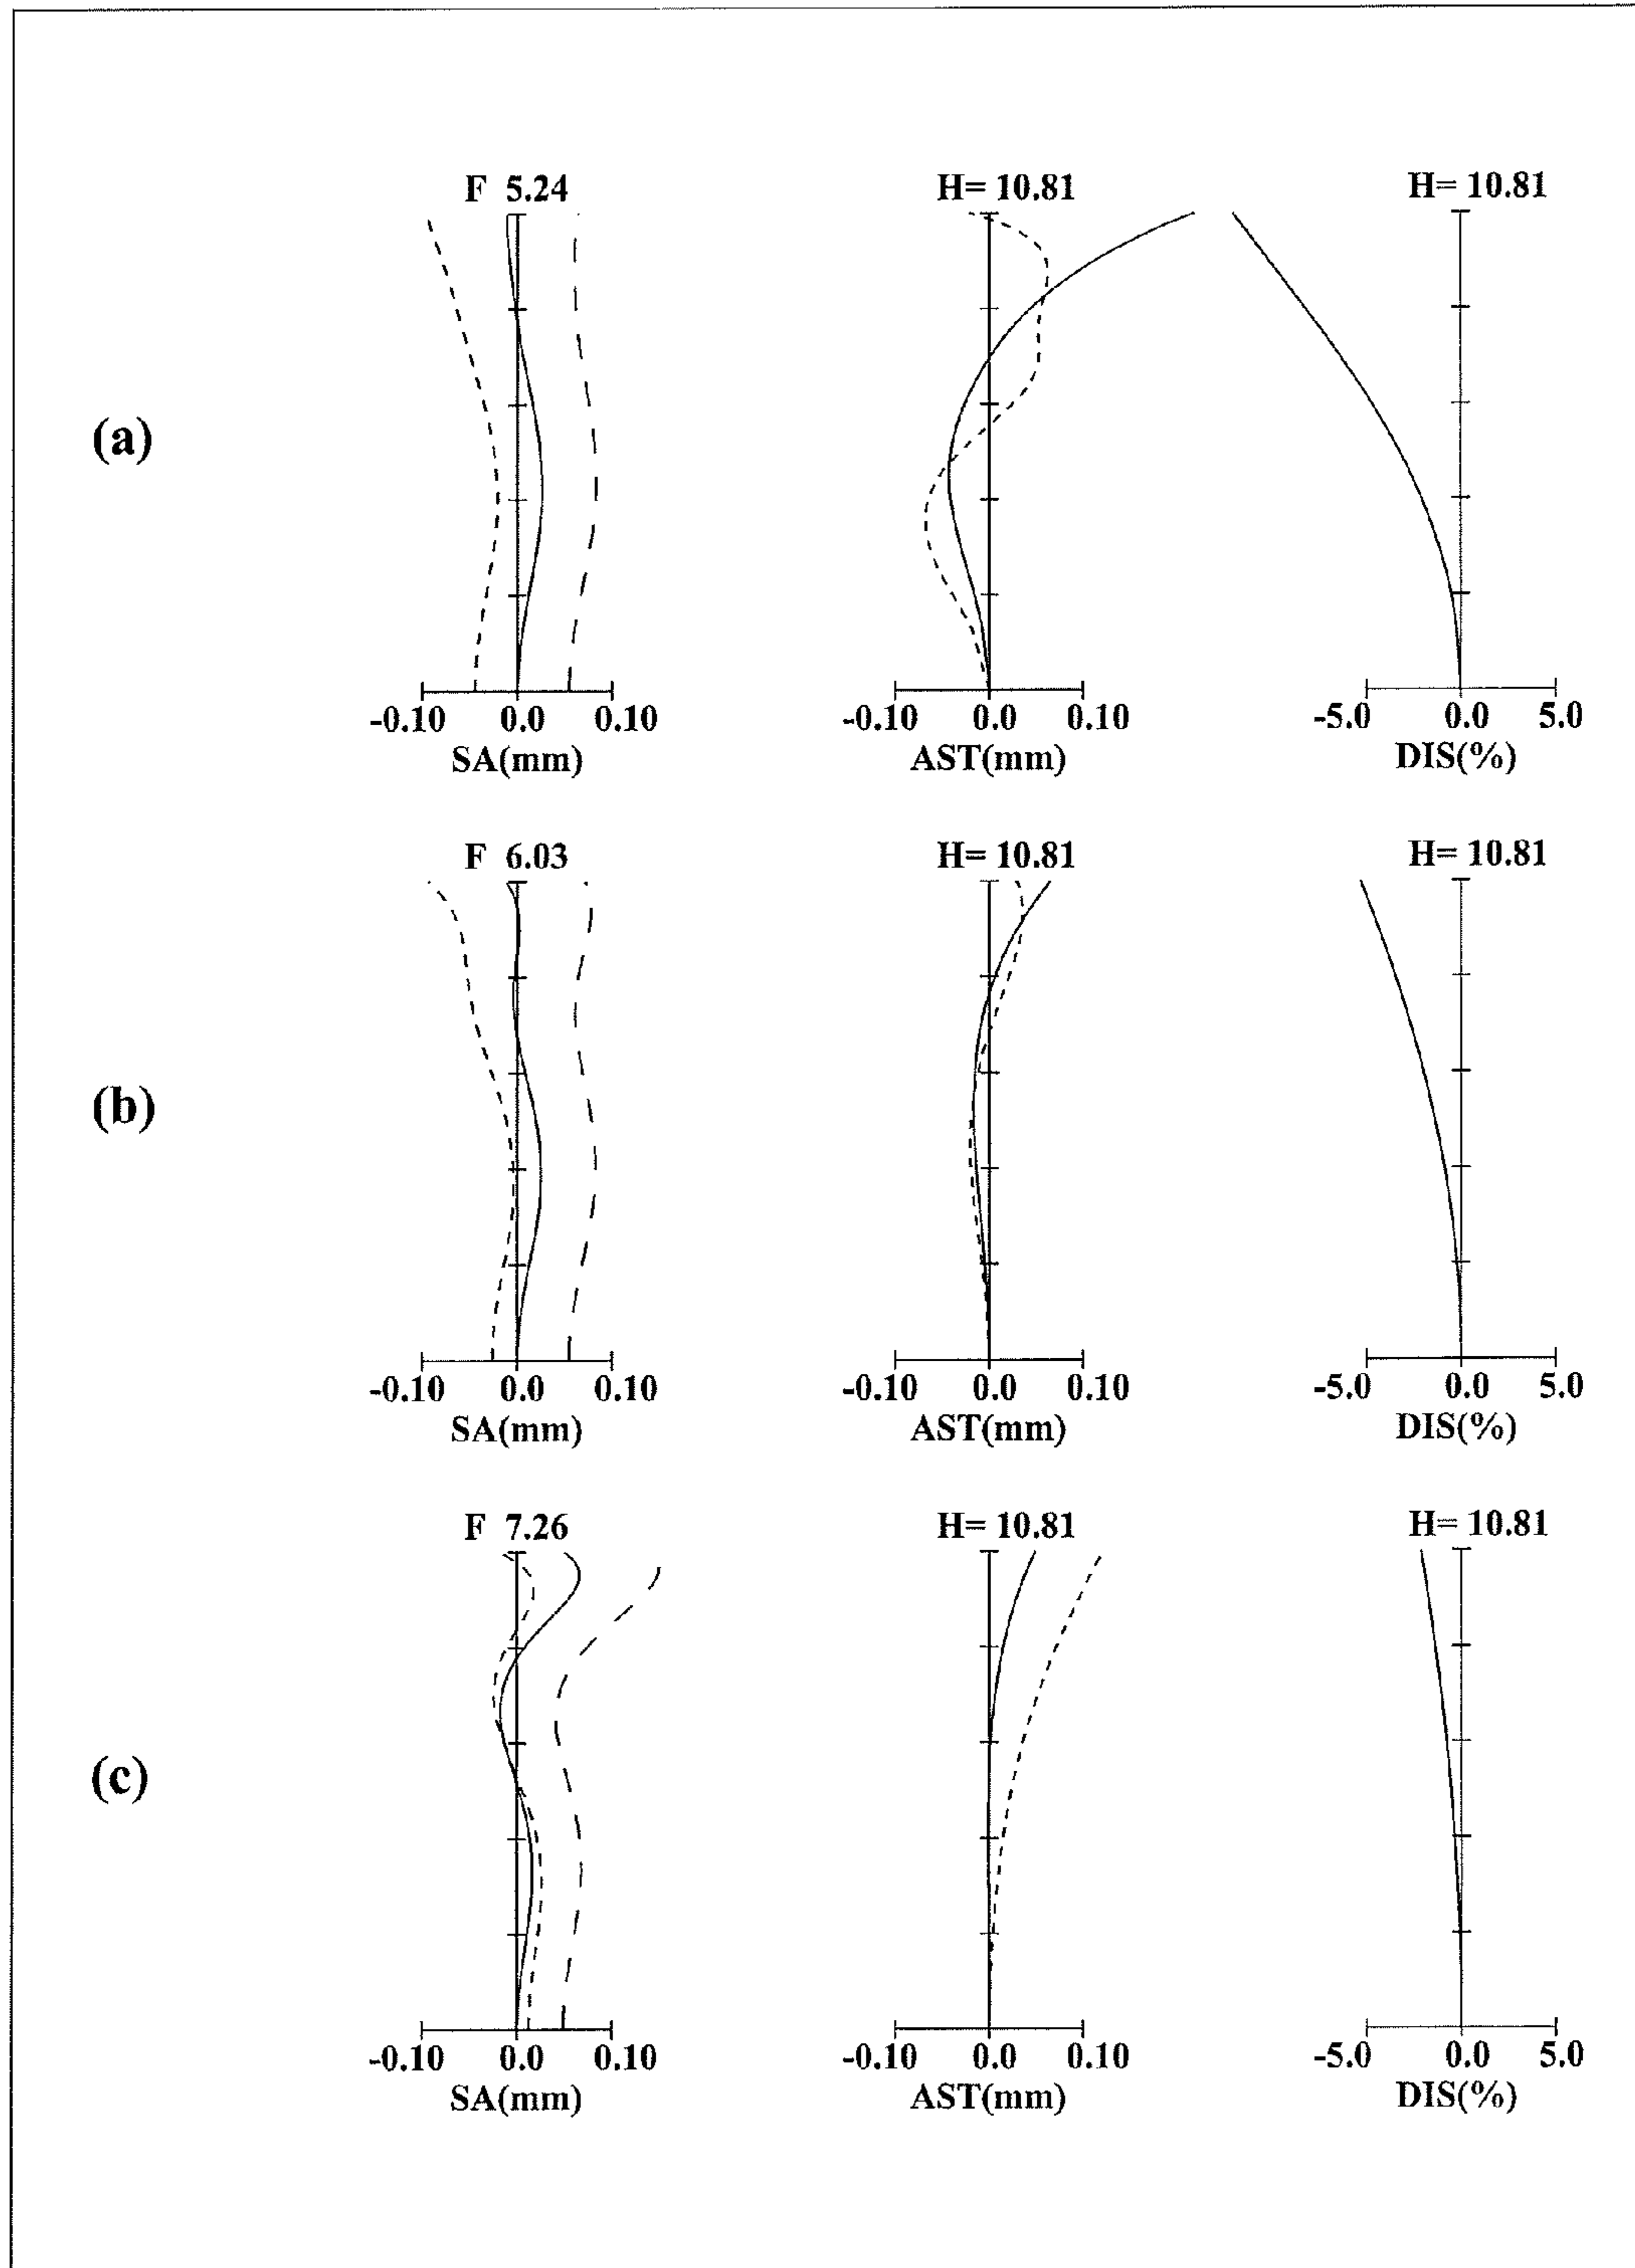 F 5.24 H= 10.81 H= 10.81
(a)
-0.10 0.0 0.10 -0.10 0.0 0.10 -5.0 0.0 5.0
SA(mm) AST(mm) DIS(%)
F 6.03 H= 10.81 H= 10.81
(b)
-0.10 0.0 0.10 -0.10 0.0 0.10 -5.0 0.0 5.0
SA(mm) AST(mm) DIS(%)
F 7.26 H= 10.81 H= 10.81
(c)
-0.10 0.0 0.10 -0.10 0.0 0.10 -5.0 0.0 5.0
SA(mm) AST(mm) DIS(%)